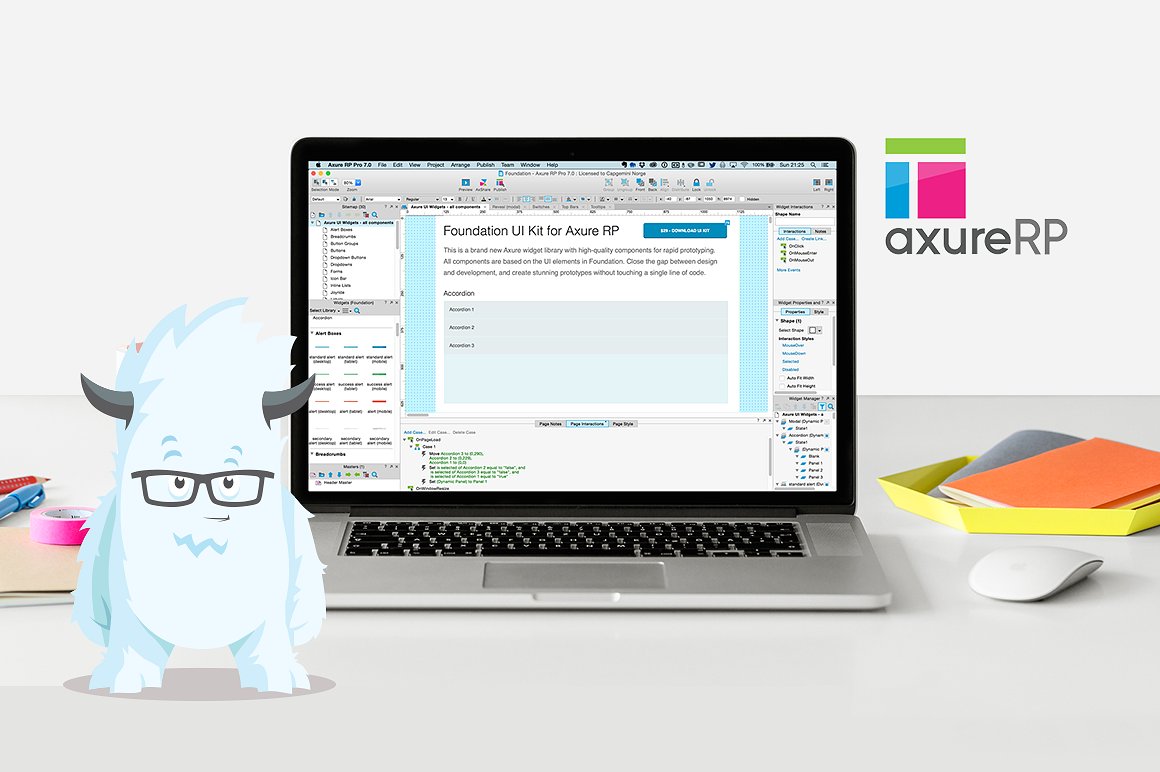 Axure RP Pro 7.0 File Edit View Project Arrange Publish Team Window Help
100% Sun 21:25
Foundation - Axure RP Pro 7.0 : Licensed to Capgemini Norge
80%
Selection Mode Zoom Preview AxShare Publish Group Ungroup Front Back Align Distribute Lock Unlock Left Right
Default Arial Regular 13 Hidden
Sitemap (30)
Axure UI Widgets - all components Reveal (modal) Switches Top Bars Tooltips
Widget Interactions
Axure UI Widgets - all components
Alert Boxes
Breadcrumbs
Button Groups
Buttons
Dropdown Buttons
Dropdowns
Forms
Icon Bar
Inline Lists
Joyride
Widgets (Foundation)
Select Library
Accordion
Alert Boxes
standard alert (desktop)
standard alert (tablet)
standard alert (mobile)
success alert (desktop)
success alert (tablet)
success alert (mobile)
alert (desktop)
alert (tablet)
alert (mobile)
secondary alert
secondary alert
secondary alert
Breadcrumbs
Masters (1)
Header Master
Foundation UI Kit for Axure RP
$29 - DOWNLOAD UI KIT
This is a brand new Axure widget library with high-quality components for rapid prototyping.
All components are based on the UI elements in Foundation. Close the gap between design
and development, and create stunning prototypes without touching a single line of code.
Accordion
Accordion 1
Accordion 2
Accordion 3
Page Notes Page Interactions Page Style
Add Case... Edit Case... Delete Case
OnPageLoad
Case 1
Move Accordion 3 to (0,290),
Accordion 2 to (0,229),
Accordion 1 to (0,0)
Set is selected of Accordion 2 equal to "false", and
is selected of Accordion 3 equal to "false", and
is selected of Accordion 1 equal to "true"
Set (Dynamic Panel) to Panel 1
OnWindowResize
Shape Name
Interactions Notes
Add Case... Create Link...
OnClick
OnMouseEnter
OnMouseOut
More Events
Widget Properties and
Properties Style
Shape (1)
Select Shape
Interaction Styles
MouseOver
MouseDown
Selected
Disabled
Auto Fit Width
Auto Fit Height
Widget Manager
Axure UI Widgets - a
Modal (Dynamic P
State1
Accordion (Dynamic
State1
(Dynamic P
Blank
Panel 1
Panel 2
Panel 3
standard alert (Dyn
axureRP